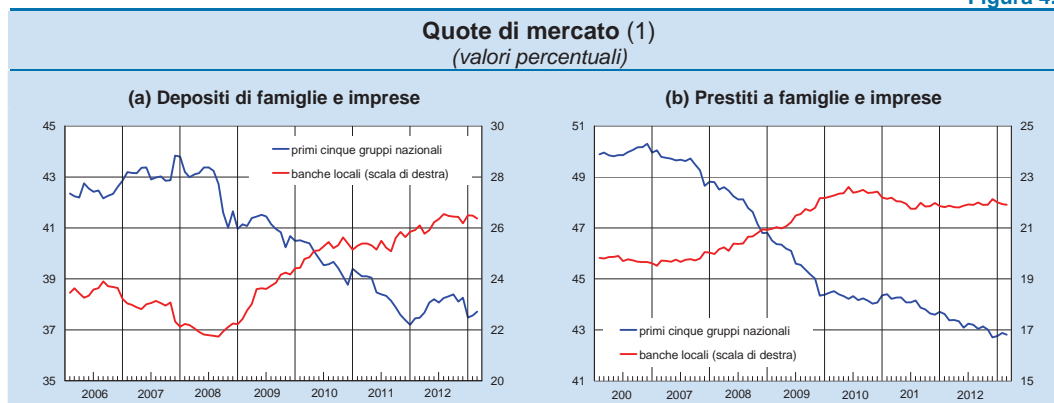 Figura 4.
Quote di mercato (1)
(valori percentuali)
(a) Depositi di famiglie e imprese
45
43
41
39
37
35
30
28
26
24
22
20
primi cinque gruppi nazionali
banche locali (scala di destra)
2006 2007 2008 2009 2010 2011 2012
(b) Prestiti a famiglie e imprese
51
49
47
45
43
41
25
23
21
19
17
15
primi cinque gruppi nazionali
banche locali (scala di destra)
200 2007 2008 2009 2010 201 2012